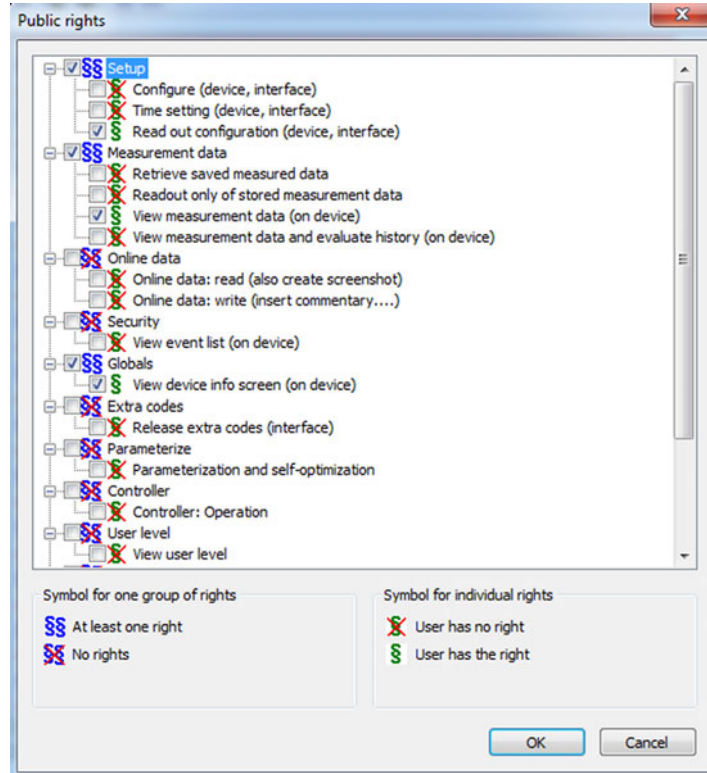 Public rights
§§ Setup
§ Configure (device, interface)
§ Time setting (device, interface)
§ Read out configuration (device, interface)
§§ Measurement data
§ Retrieve saved measured data
§ Readout only of stored measurement data
§ View measurement data (on device)
§ View measurement data and evaluate history (on device)
§§ Online data
§ Online data: read (also create screenshot)
§ Online data: write (insert commentary....)
§§ Security
§ View event list (on device)
§§ Globals
§ View device info screen (on device)
§§ Extra codes
§ Release extra codes (interface)
§§ Parameterize
§ Parameterization and self-optimization
§§ Controller
§ Controller: Operation
§§ User level
§ View user level
Symbol for one group of rights
§§ At least one right
§§ No rights
Symbol for individual rights
§ User has no right
§ User has the right
OK
Cancel